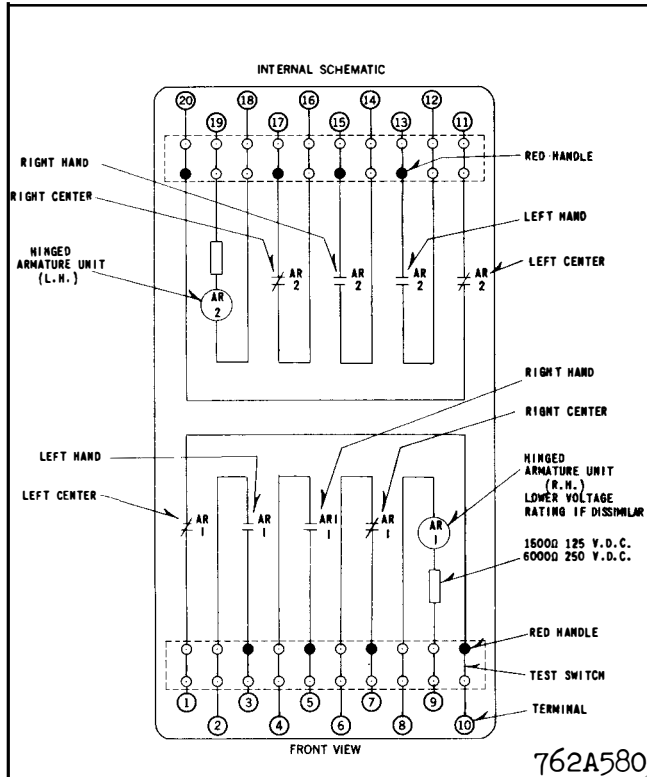 INTERNAL SCHEMATIC
20 18 16 14 12
19 17 15 13 11
RIGHT HAND
RED HANDLE
RIGHT CENTER
LEFT HAND
HINGED
ARMATURE UNIT
(L.H.)
LEFT CENTER
AR
2
AR
2
AR
2
AR
2
AR
2
RIGHT HAND
RIGHT CENTER
LEFT HAND
LEFT CENTER
HINGED
ARMATURE UNIT
(R.H.)
LOWER VOLTAGE
RATING IF DISSIMILAR
1500Ω 125 V.D.C.
6000Ω 250 V.D.C.
AR
1
AR
1
AR1
1
AR
1
AR
1
RED HANDLE
TEST SWITCH
1 3 5 7 9
2 4 6 8 10
TERMINAL
FRONT VIEW
762A580